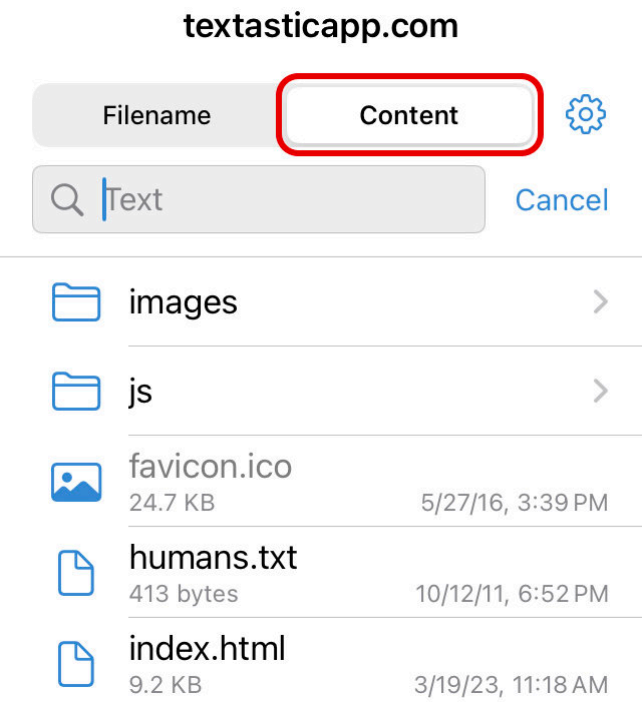 textasticapp.com
Filename Content
Text Cancel
images
js
favicon.ico
24.7 KB 5/27/16, 3:39 PM
humans.txt
413 bytes 10/12/11, 6:52 PM
index.html
9.2 KB 3/19/23, 11:18 AM